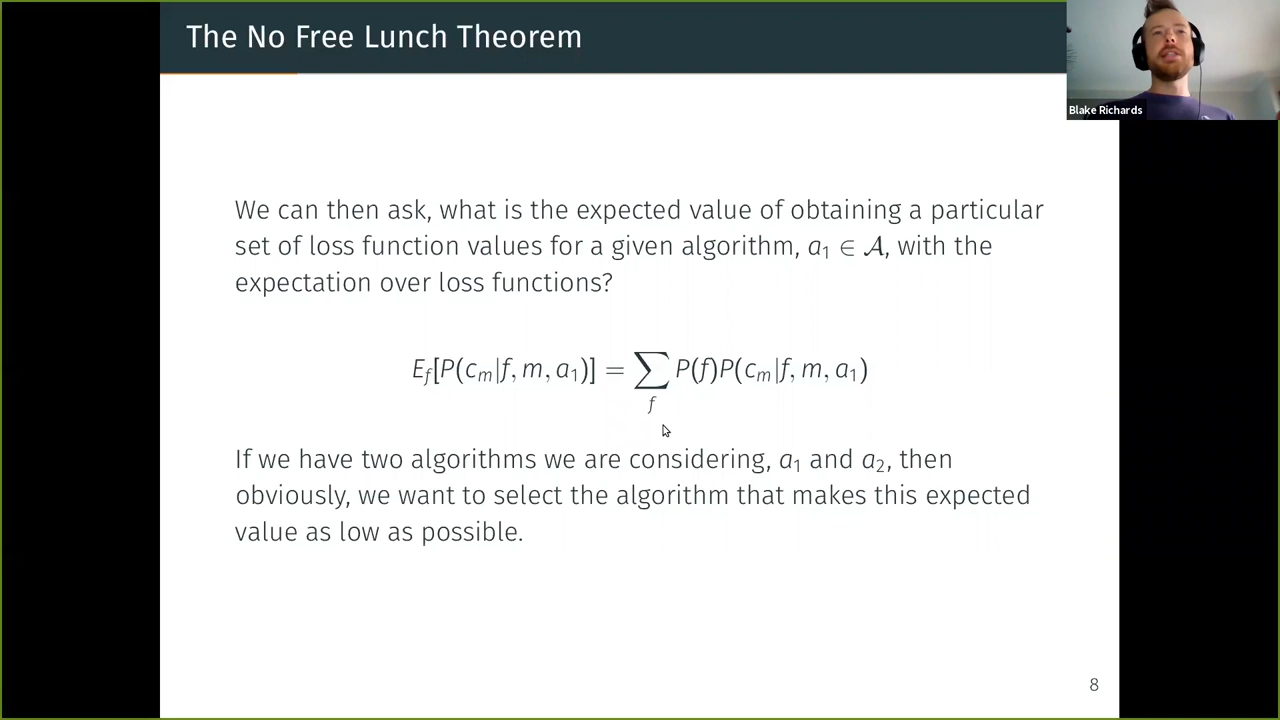 The No Free Lunch Theorem
Blake Richards
We can then ask, what is the expected value of obtaining a particular
set of loss function values for a given algorithm, a₁ ∈ 𝒜, with the
expectation over loss functions?
E_f[P(c_m|f, m, a₁)] = ∑_f P(f)P(c_m|f, m, a₁)
If we have two algorithms we are considering, a₁ and a₂, then
obviously, we want to select the algorithm that makes this expected
value as low as possible.
8